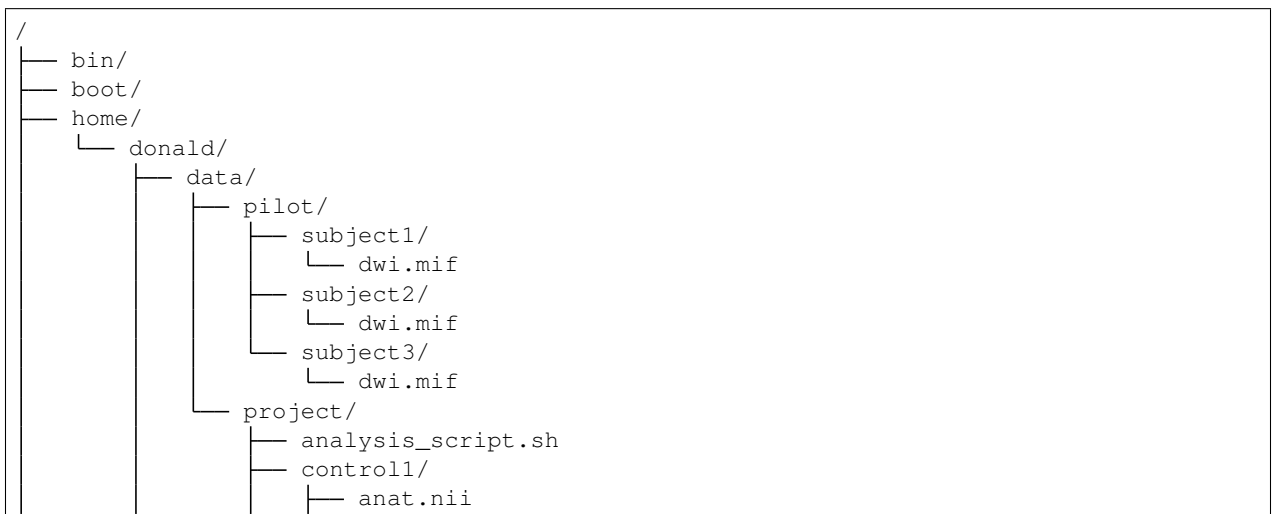 /
├── bin/
├── boot/
├── home/
│   └── donald/
│       ├── data/
│       │   ├── pilot/
│       │   │   ├── subject1/
│       │   │   │   └── dwi.mif
│       │   │   ├── subject2/
│       │   │   │   └── dwi.mif
│       │   │   └── subject3/
│       │   │       └── dwi.mif
│       │   └── project/
│       │       ├── analysis_script.sh
│       │       ├── control1/
│       │       │   ├── anat.nii